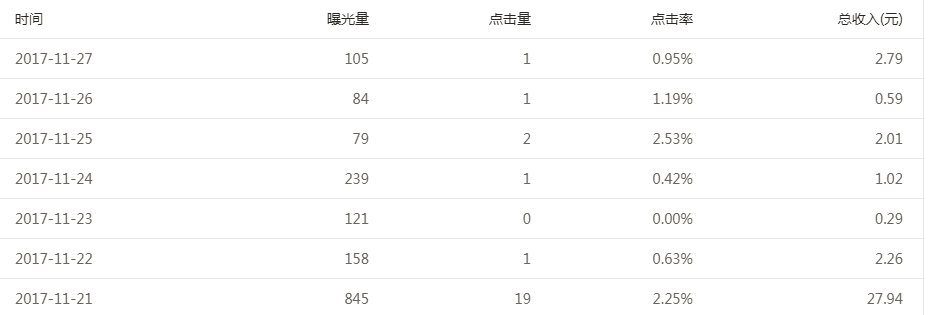 时间 曝光量 点击量 点击率 总收入(元)
2017-11-27 105 1 0.95% 2.79
2017-11-26 84 1 1.19% 0.59
2017-11-25 79 2 2.53% 2.01
2017-11-24 239 1 0.42% 1.02
2017-11-23 121 0 0.00% 0.29
2017-11-22 158 1 0.63% 2.26
2017-11-21 845 19 2.25% 27.94